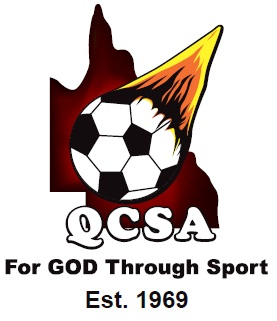 QCSA
For GOD Through Sport
Est. 1969